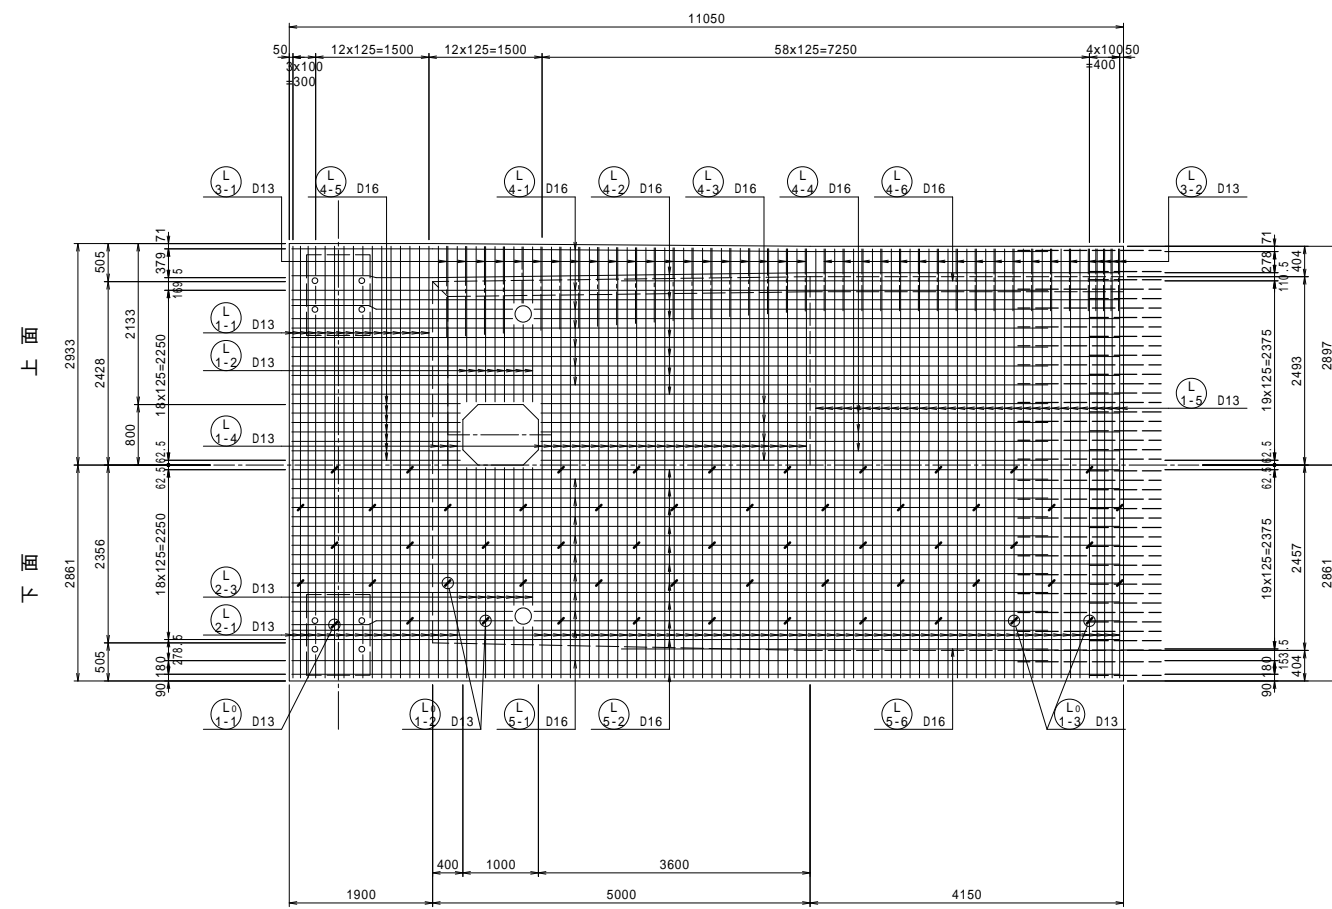 11050
50 12x125=1500 12x125=1500 58x125=7250 4x100 50
3x100
=300
=400
L
3-1 D13
L
4-5 D16
L
4-1 D16
L
4-2 D16
L
4-3 D16
L
4-4 D16
L
4-6 D16
L
3-2 D13
71
379
169.5
505
2133
2933
2428
18x125=2250
800
62.5
上面
L
1-1 D13
L
1-2 D13
L
1-4 D13
71
278
110.5
404
19x125=2375
2493
2897
62.5
L
1-5 D13
62.5
18x125=2250
2356
2861
278.5
505
180
90
下面
L
2-3 D13
L
2-1 D13
62.5
19x125=2375
2457
2861
153.5
180
90
404
L0
1-1 D13
L0
1-2 D13
L
5-1 D16
L
5-2 D16
L
5-6 D16
L0
1-3 D13
400 1000 3600
1900 5000 4150